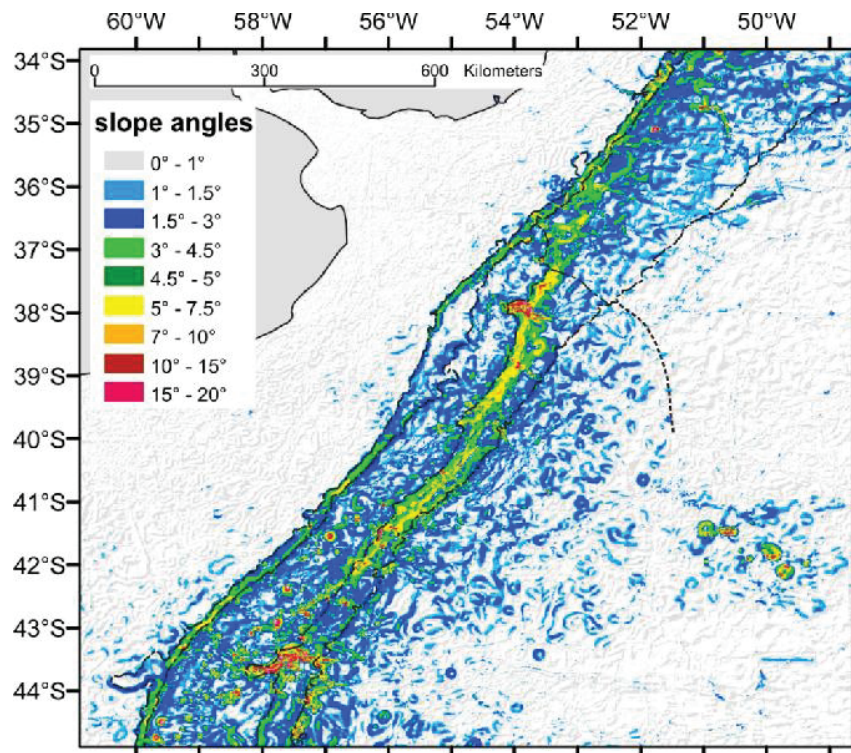 60°W 58°W 56°W 54°W 52°W 50°W
34°S
0 300 600 Kilometers
35°S
slope angles
0° - 1°
1° - 1.5°
36°S
1.5° - 3°
3° - 4.5°
37°S
4.5° - 5°
5° - 7.5°
38°S
7° - 10°
10° - 15°
39°S
15° - 20°
40°S
41°S
42°S
43°S
44°S